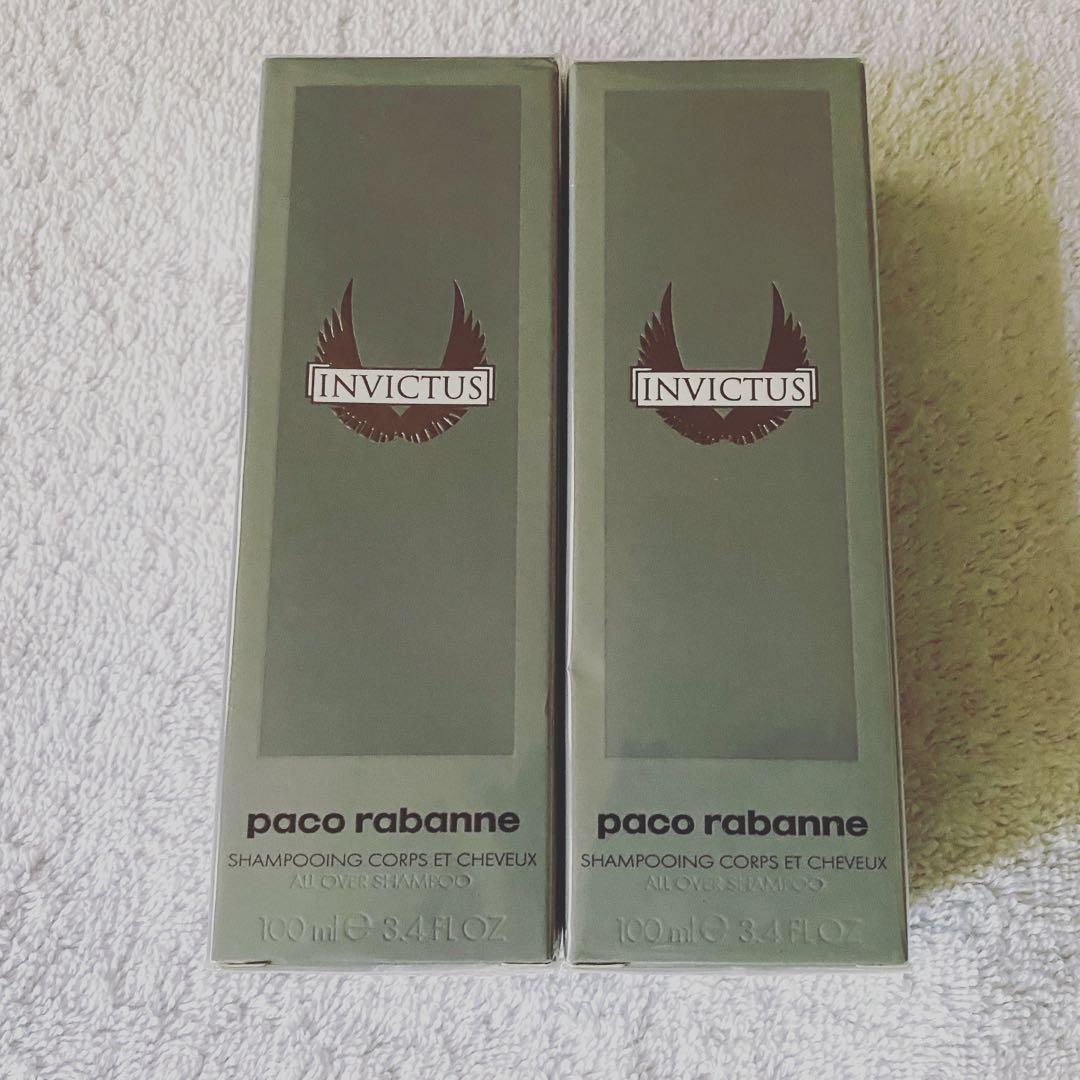 INVICTUS
paco rabanne
SHAMPOOING CORPS ET CHEVEUX
ALL OVER SHAMPOO
100 ml ℮ 3.4 FL OZ
INVICTUS
paco rabanne
SHAMPOOING CORPS ET CHEVEUX
ALL OVER SHAMPOO
100 ml ℮ 3.4 FL OZ